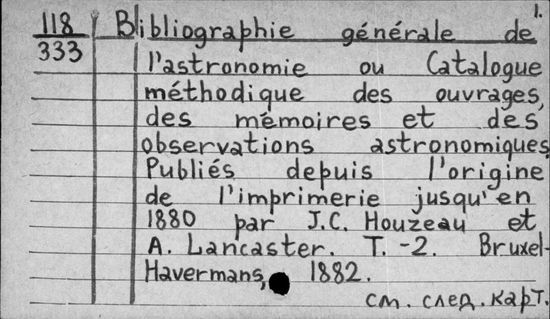 1.
118 Bibliographie générale de
333 l'astronomie ou Catalogue
méthodique des ouvrages,
des mémoires et des
observations astronomiques
Publiés depuis l'origine
de l'imprimerie jusqu'en
1880 par J.C. Houzeau et
A. Lancaster. T. -2. Bruxel-
Havermans, 1882.
см. след. карт.